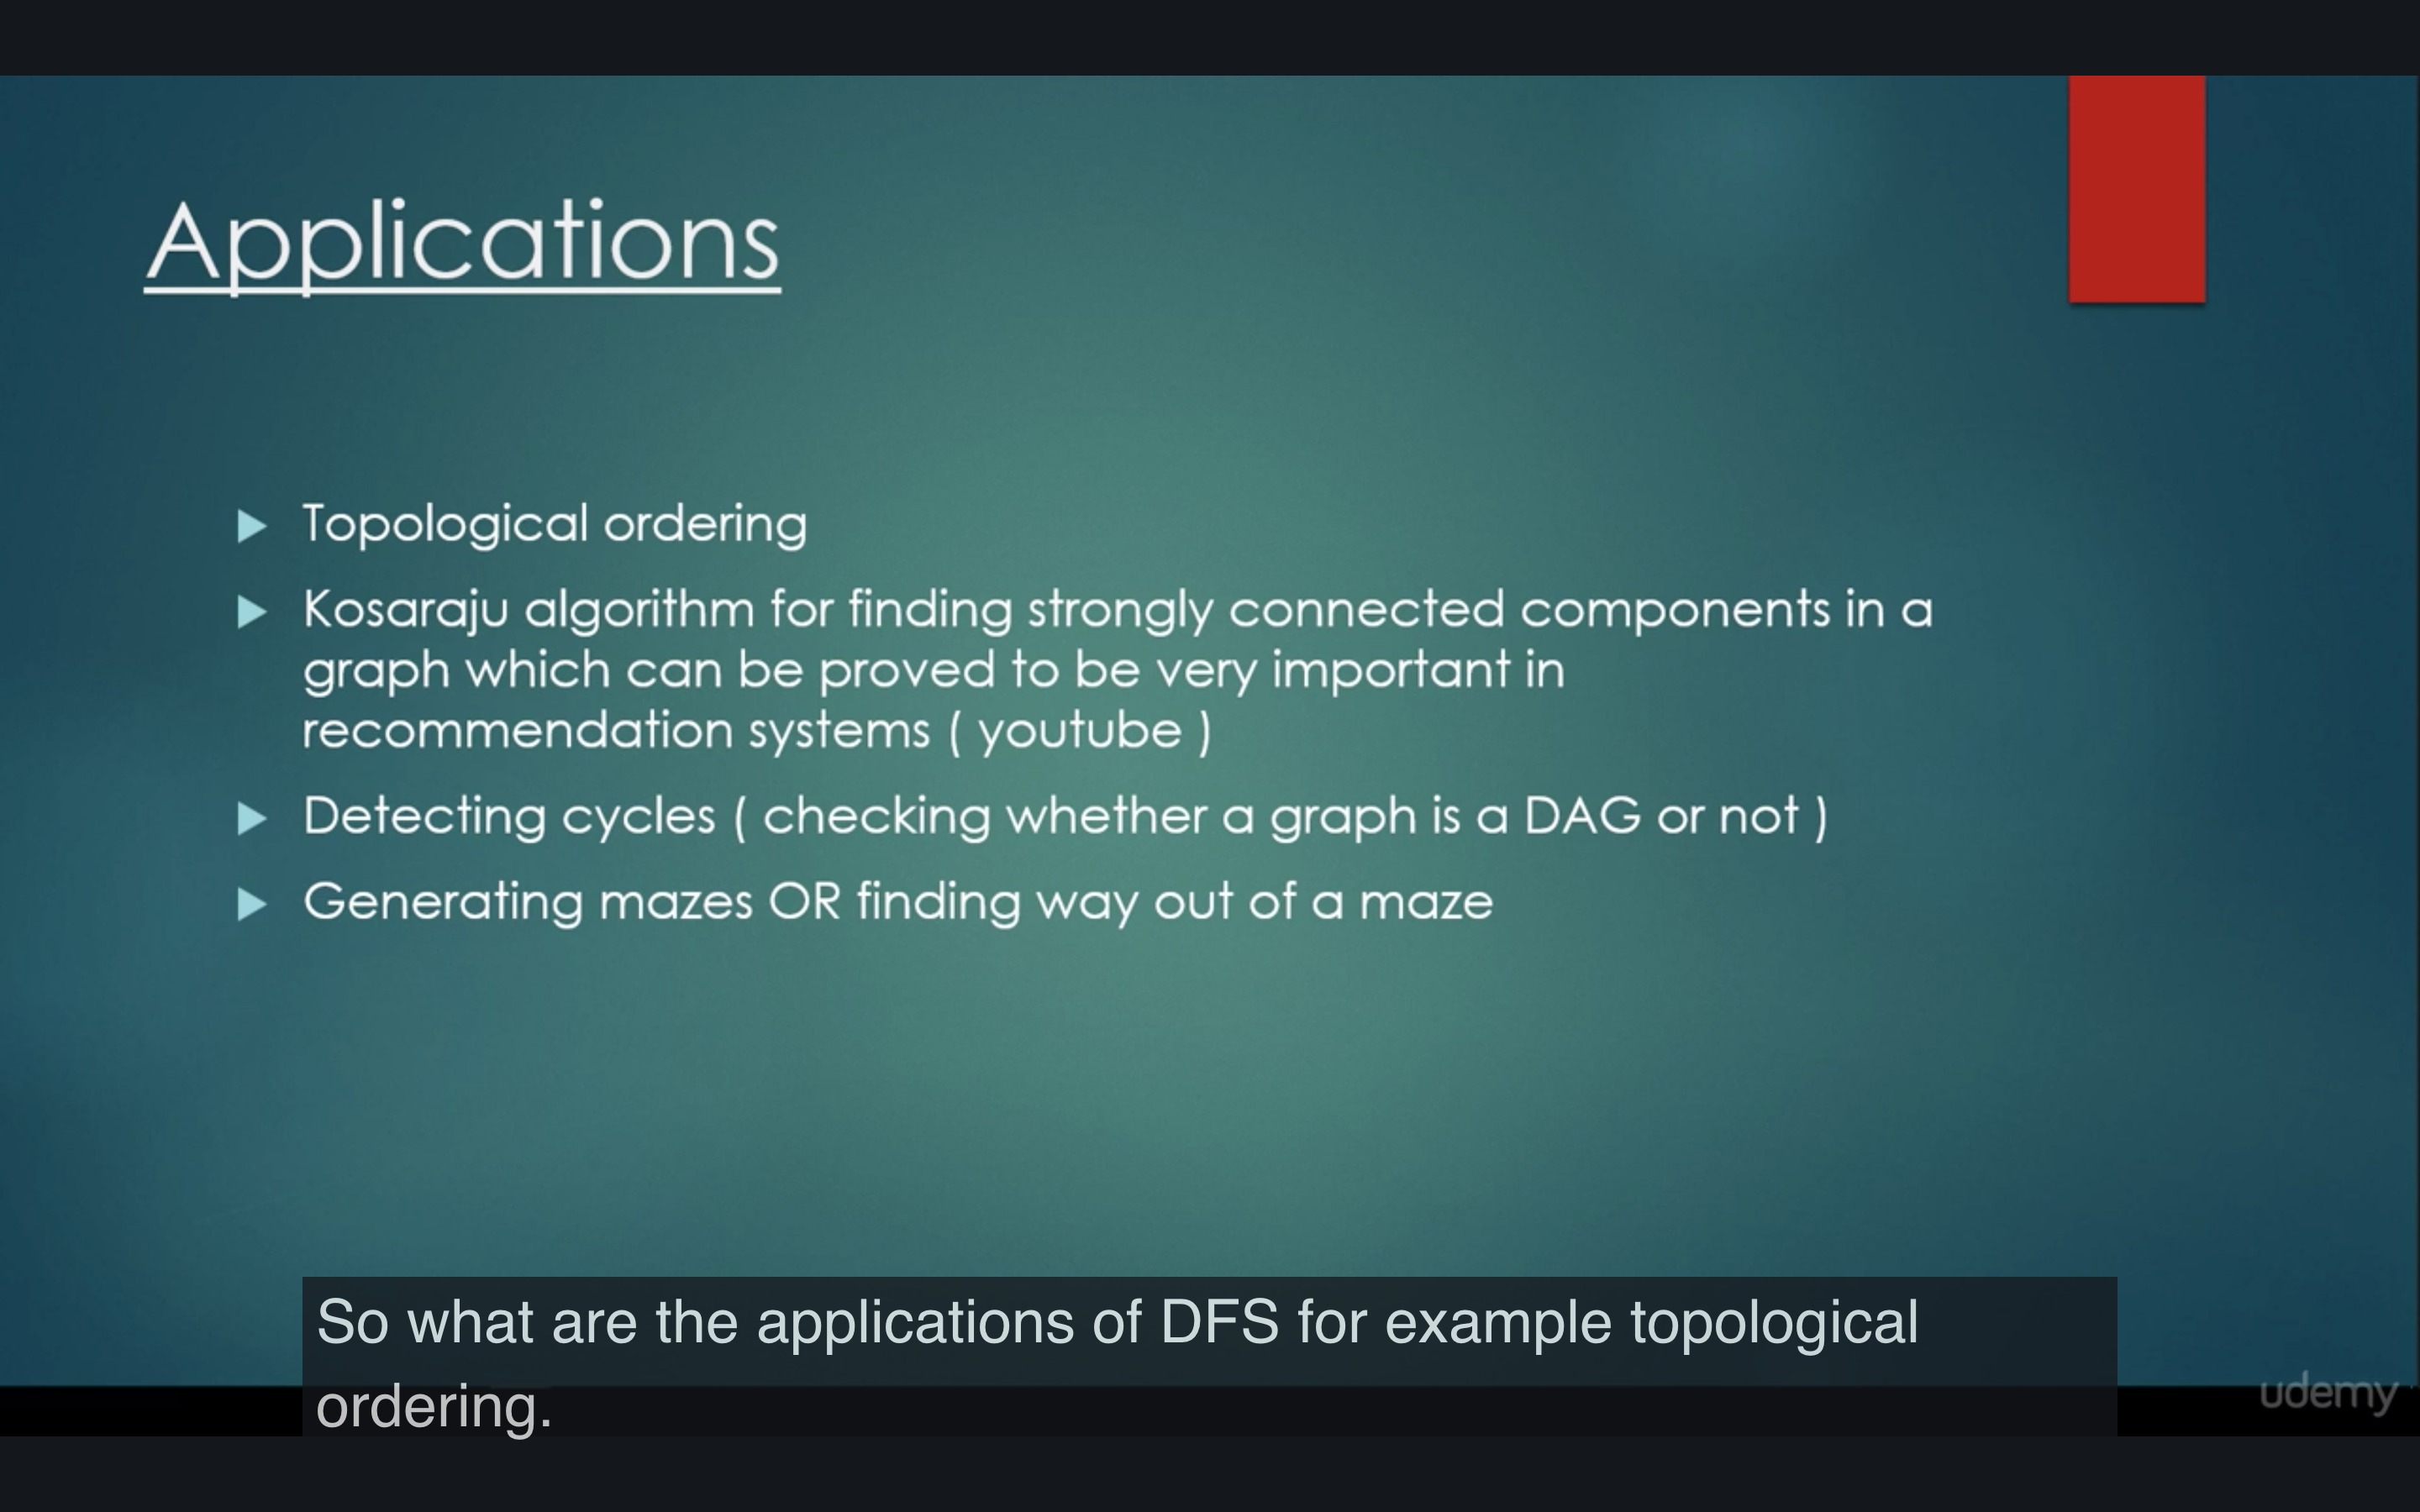 Applications
Topological ordering
Kosaraju algorithm for finding strongly connected components in a
graph which can be proved to be very important in
recommendation systems ( youtube )
Detecting cycles ( checking whether a graph is a DAG or not )
Generating mazes OR finding way out of a maze
So what are the applications of DFS for example topological
ordering.
udemy